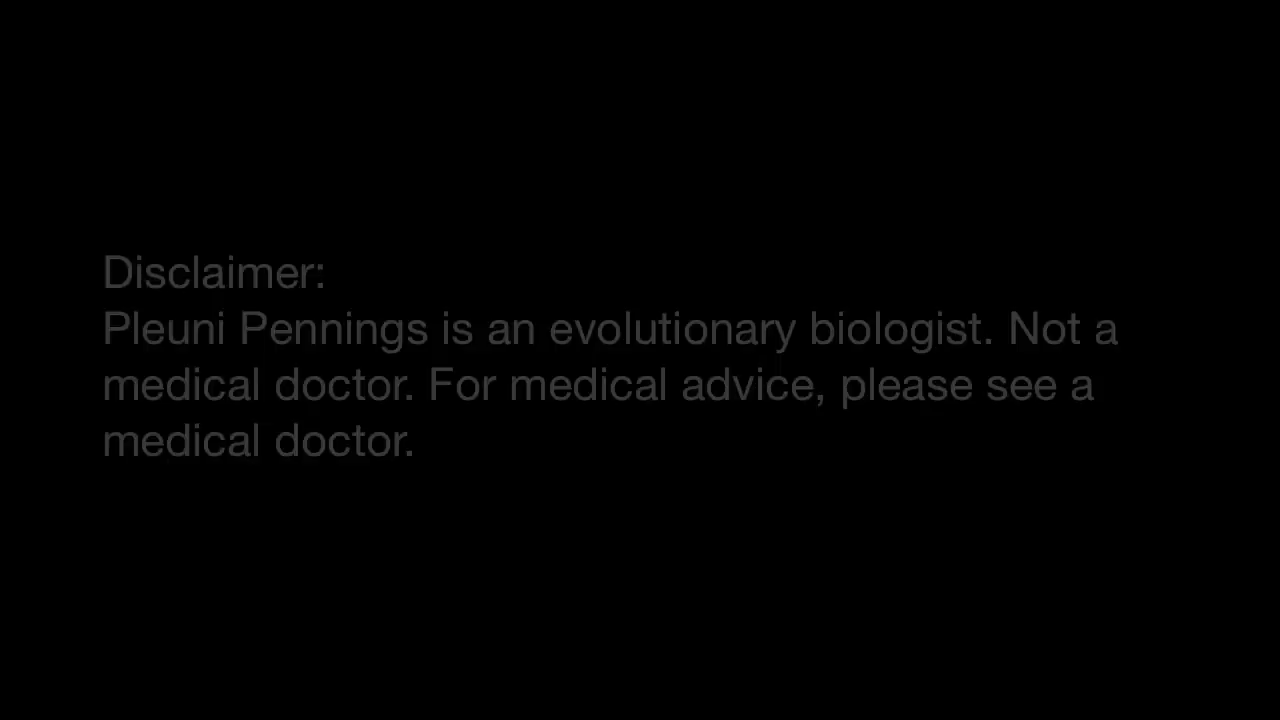 Disclaimer:
Pleuni Pennings is an evolutionary biologist. Not a
medical doctor. For medical advice, please see a
medical doctor.